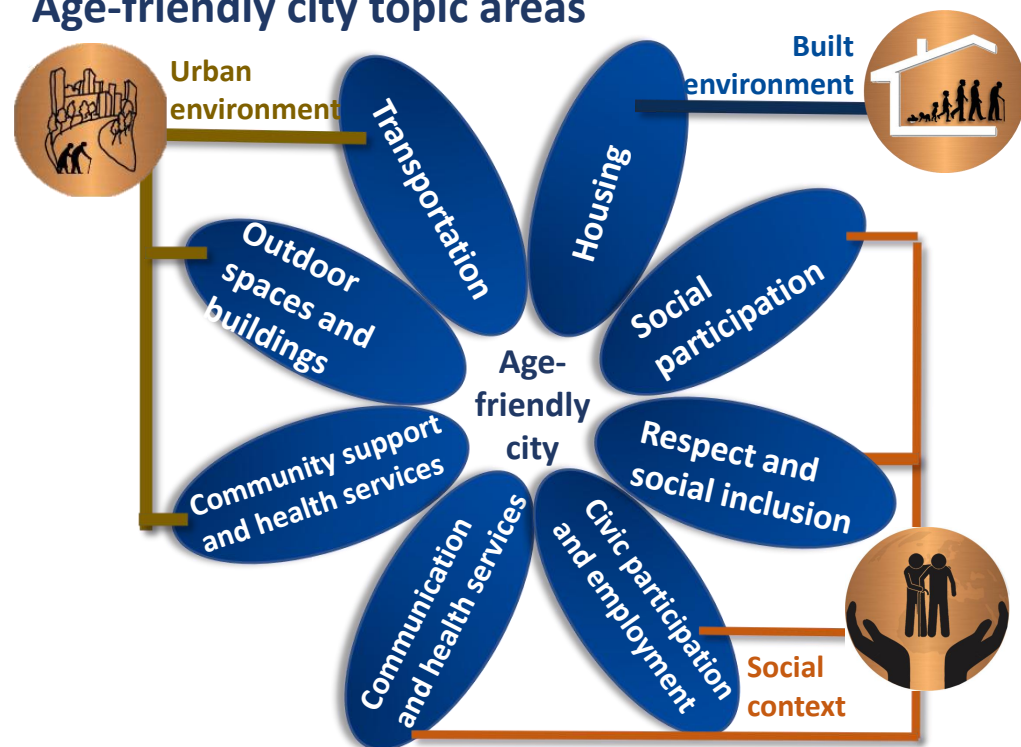 Age-friendly city topic areas
Urban
environment
Built
environment
Transportation
Housing
Outdoor
spaces and
buildings
Social
participation
Age-
friendly
city
Community support
and health services
Respect and
social inclusion
Communication
and health services
Civic participation
and employment
Social
context